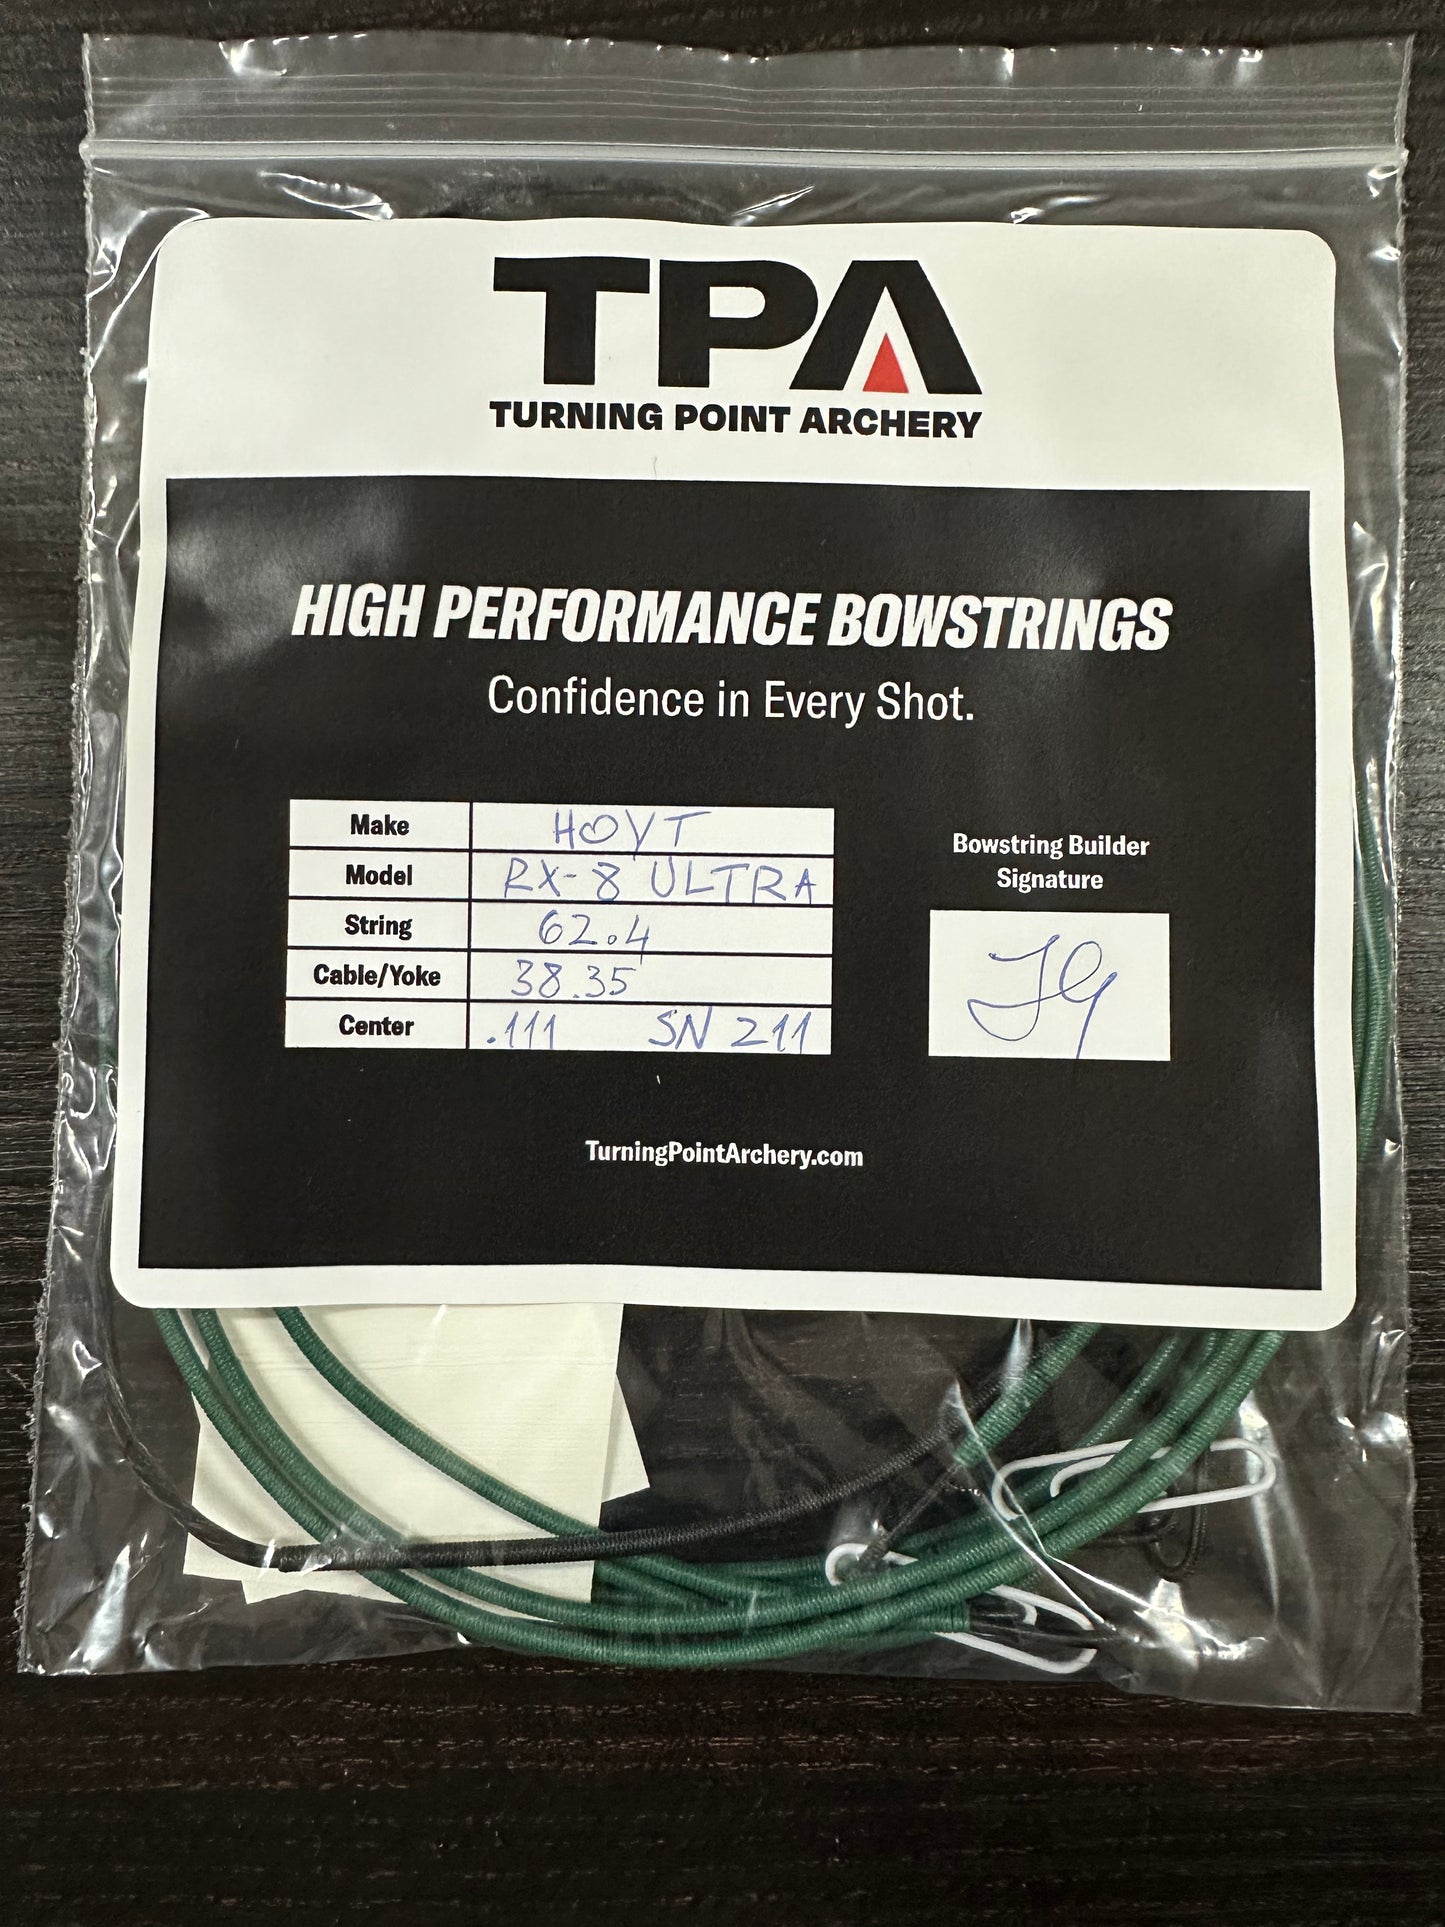 TPA
TURNING POINT ARCHERY
HIGH PERFORMANCE BOWSTRINGS
Confidence in Every Shot.
Make HOYT
Model RX-8 ULTRA
String 62.4
Cable/Yoke 38.35
Center .111 SN 211
Bowstring Builder
Signature
TurningPointArchery.com